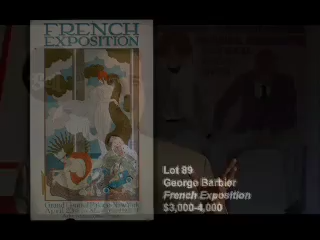 FRENCH
EXPOSITION
Lot 89
George Barbier
French Exposition
$3,000-4,000